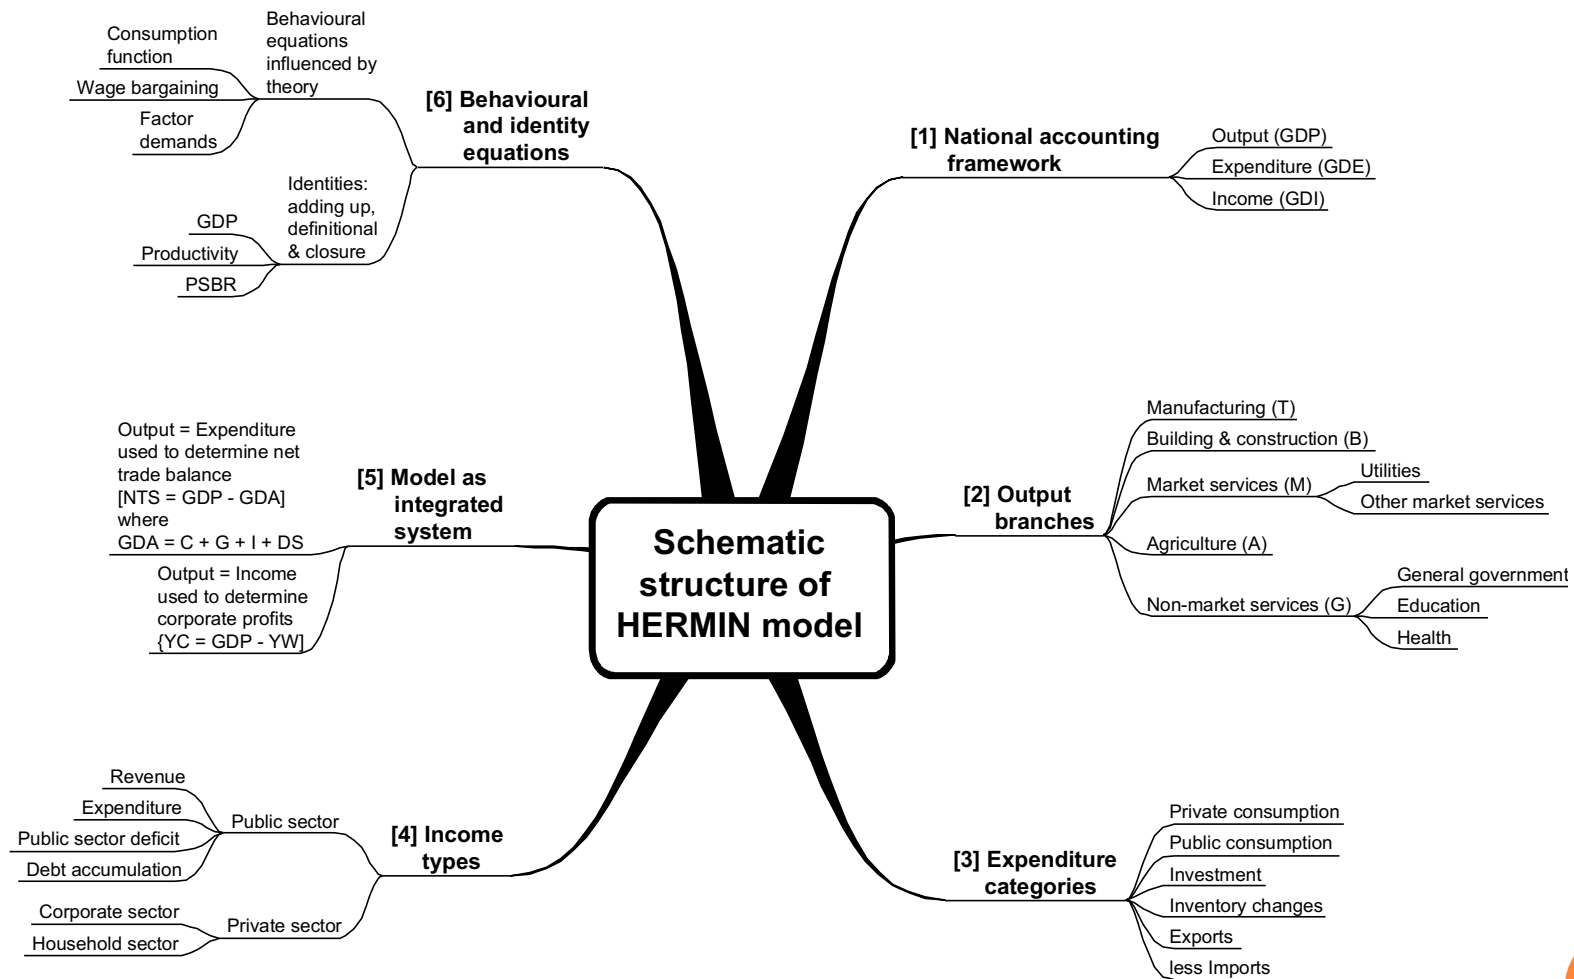 Schematic
structure of
HERMIN model
[1] National accounting
framework
Output (GDP)
Expenditure (GDE)
Income (GDI)
[2] Output
branches
Manufacturing (T)
Building & construction (B)
Market services (M)
Utilities
Other market services
Agriculture (A)
Non-market services (G)
General government
Education
Health
[3] Expenditure
categories
Private consumption
Public consumption
Investment
Inventory changes
Exports
less Imports
[4] Income
types
Public sector
Revenue
Expenditure
Public sector deficit
Debt accumulation
Private sector
Corporate sector
Household sector
[5] Model as
integrated
system
Output = Expenditure
used to determine net
trade balance
[NTS = GDP - GDA]
where
GDA = C + G + I + DS
Output = Income
used to determine
corporate profits
{YC = GDP - YW]
[6] Behavioural
and identity
equations
Behavioural
equations
influenced by
theory
Consumption
function
Wage bargaining
Factor
demands
Identities:
adding up,
definitional
& closure
GDP
Productivity
PSBR